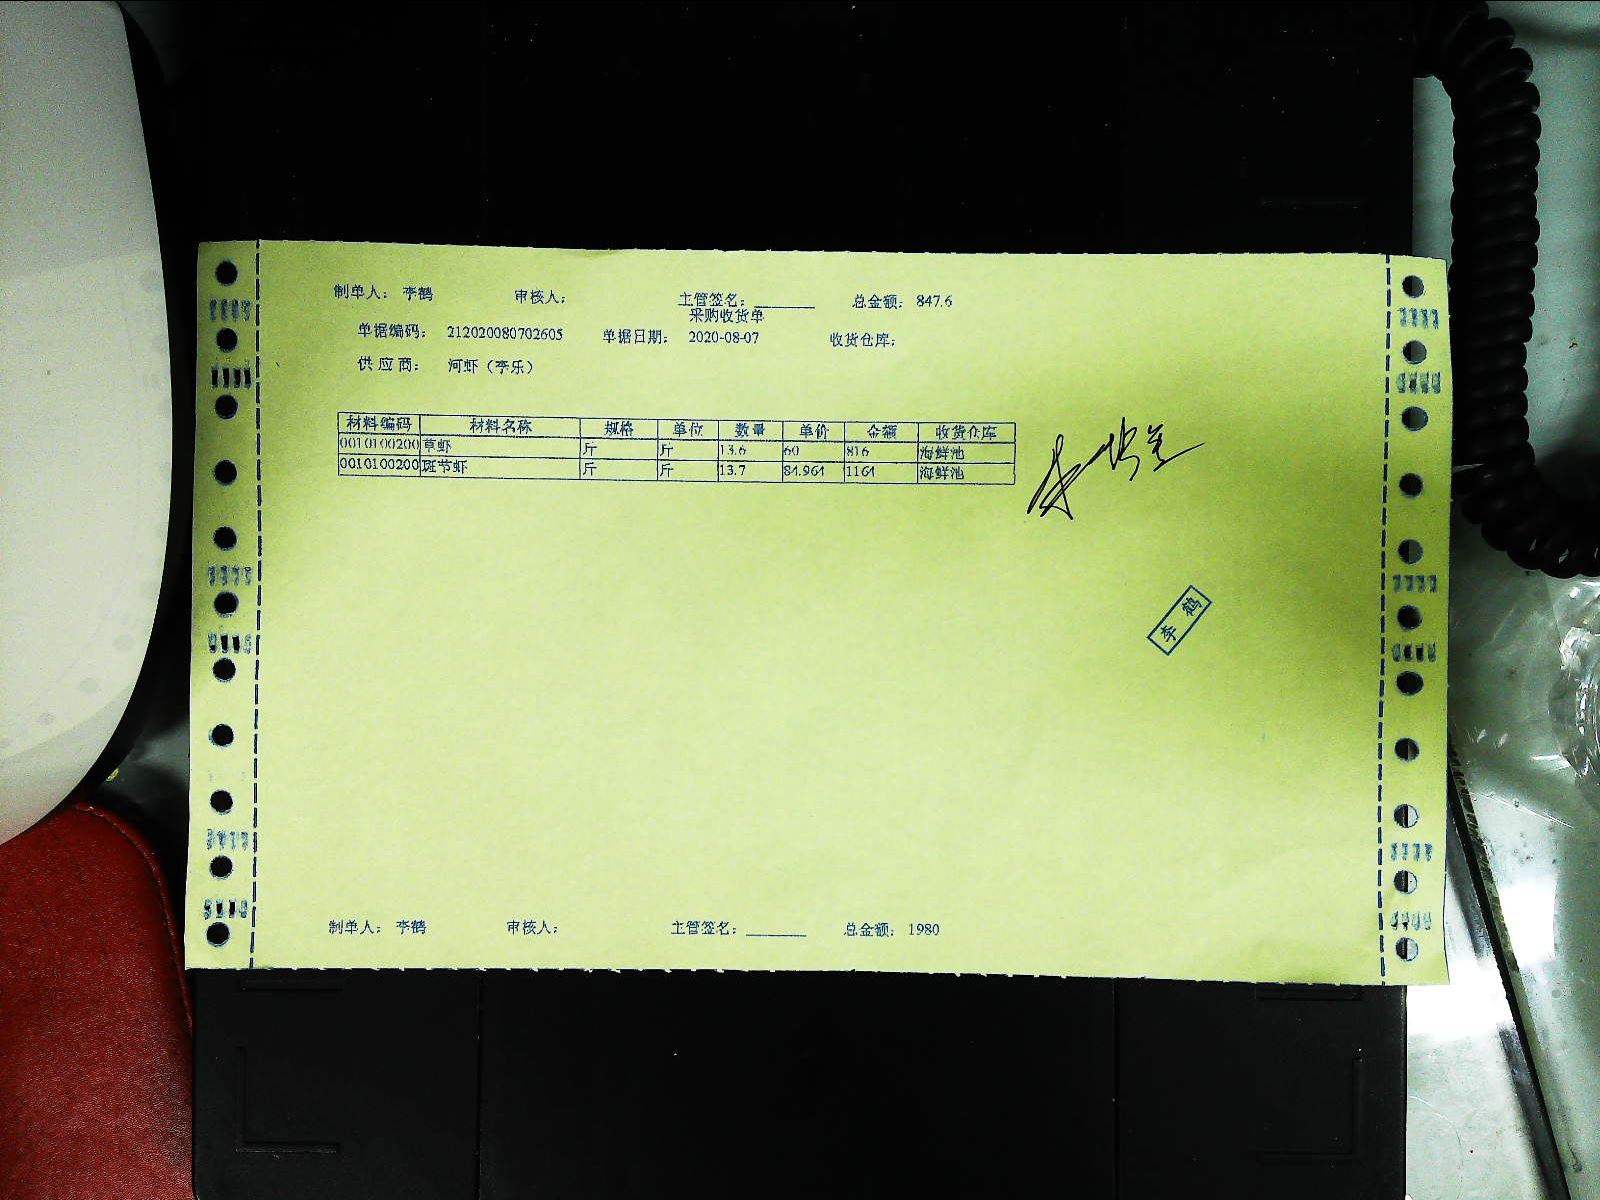 制单人： 李鹤 审核人： 主管签名：________ 总金额： 847.6
采购收货单
单据编码： 212020080702605 单据日期： 2020-08-07 收货仓库：
供 应 商： 河虾（李乐）
材料编码 材料名称 规格 单位 数量 单价 金额 收货仓库
0010100200 草虾 斤 斤 13.6 60 816 海鲜池
0010100200 斑节虾 斤 斤 13.7 84.964 1164 海鲜池
李鹤
制单人： 李鹤 审核人： 主管签名：________ 总金额： 1980